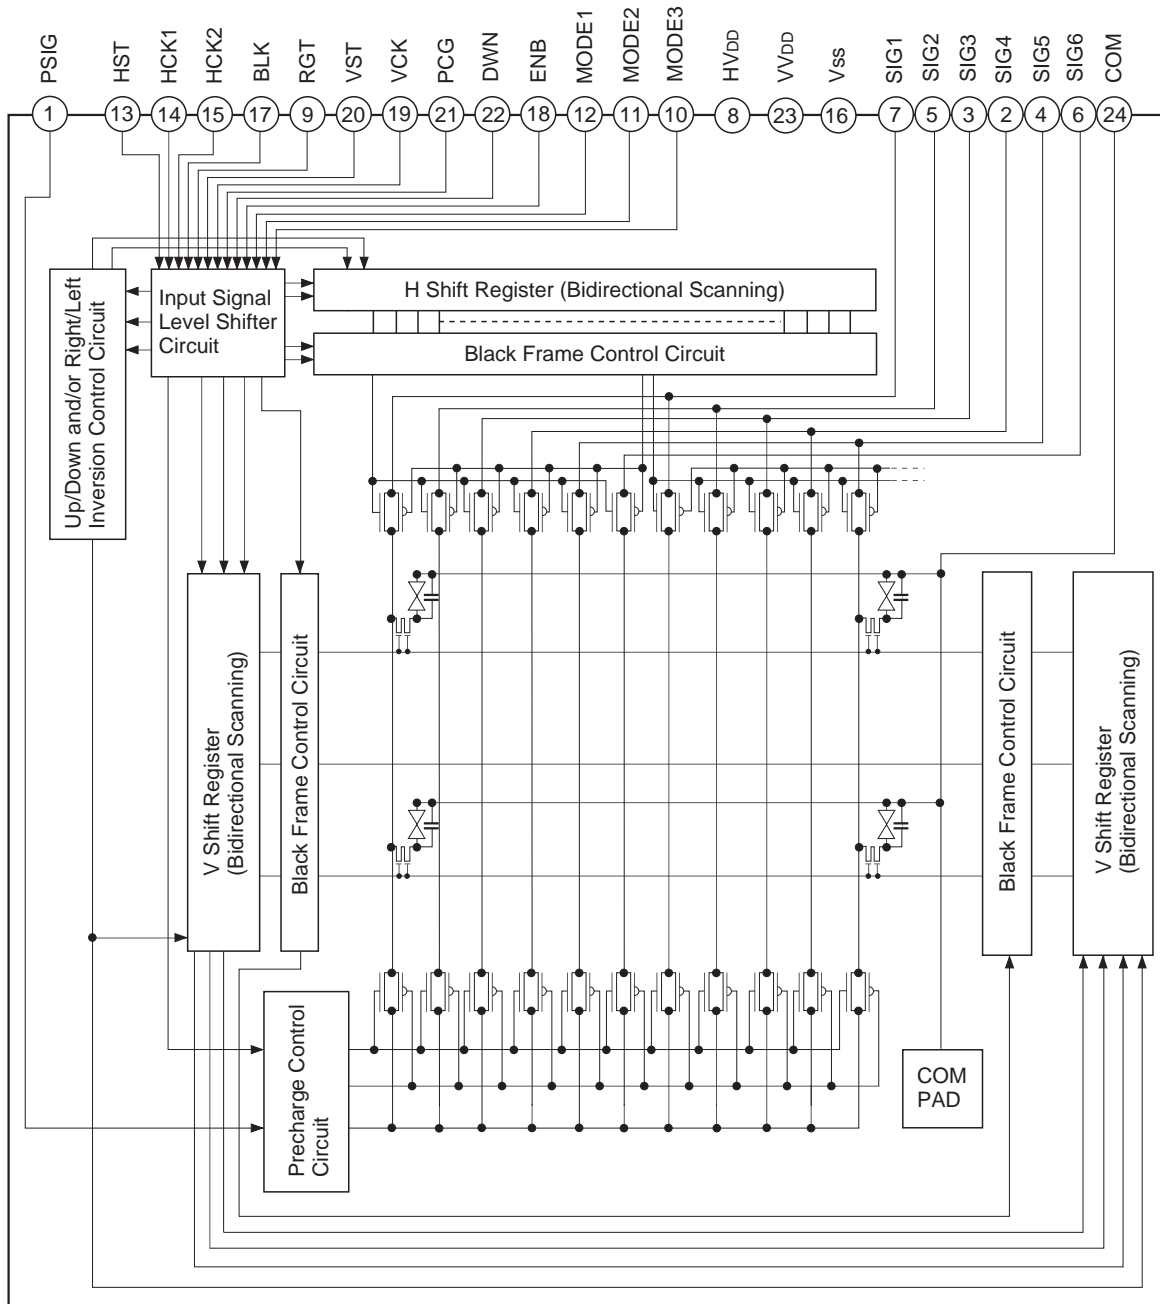 PSIG
HST
HCK1
HCK2
BLK
RGT
VST
VCK
PCG
DWN
ENB
MODE1
MODE2
MODE3
HVDD
VVDD
Vss
SIG1
SIG2
SIG3
SIG4
SIG5
SIG6
COM
1
13
14
15
17
9
20
19
21
22
18
12
11
10
8
23
16
7
5
3
2
4
6
24
Up/Down and/or Right/Left
Inversion Control Circuit
Input Signal
Level Shifter
Circuit
H Shift Register (Bidirectional Scanning)
Black Frame Control Circuit
V Shift Register
(Bidirectional Scanning)
Black Frame Control Circuit
Black Frame Control Circuit
V Shift Register
(Bidirectional Scanning)
Precharge Control
Circuit
COM
PAD